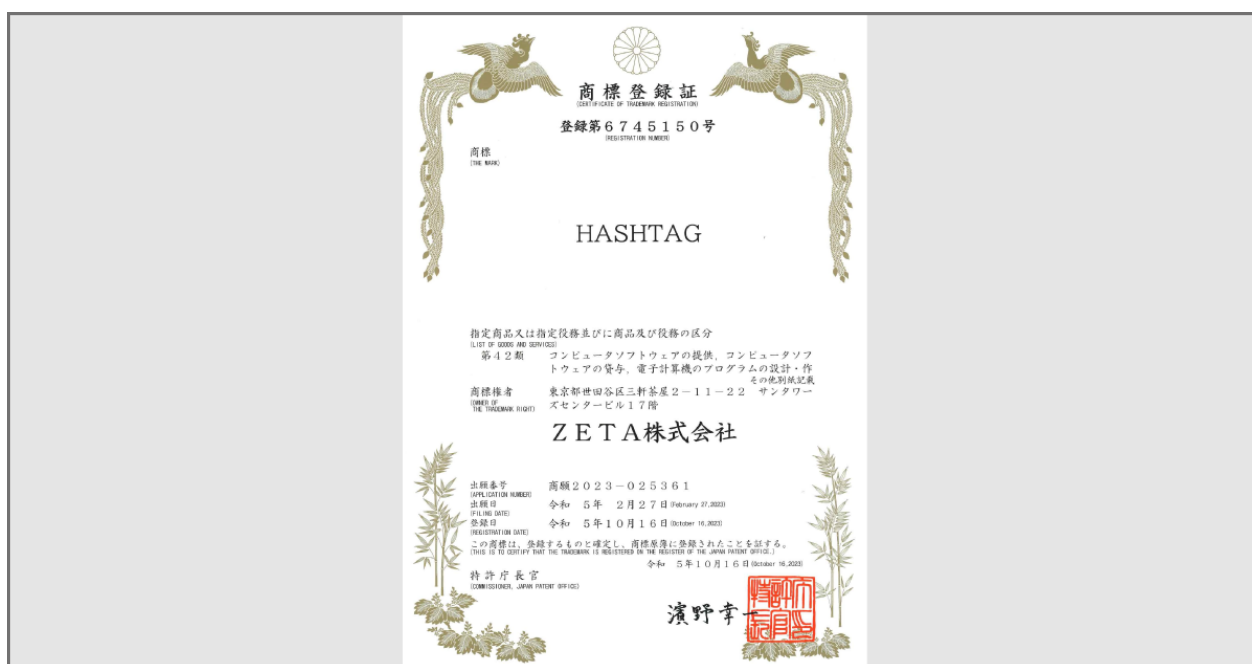 商標登録証
(CERTIFICATE OF TRADEMARK REGISTRATION)
登録第6745150号
(REGISTRATION NUMBER)
商標
(THE MARK)
HASHTAG
指定商品又は指定役務並びに商品及び役務の区分
(LIST OF GOODS AND SERVICES)
第42類 コンピュータソフトウェアの提供,コンピュータソフ
トウェアの貸与,電子計算機のプログラムの設計・作
その他別紙記載
商標権者 東京都世田谷区三軒茶屋2-11-22 サンタワー
(OWNER OF THE TRADEMARK RIGHT) ズセンタービル17階
ZETA株式会社
出願番号 商願2023-025361
(APPLICATION NUMBER)
出願日 令和 5年 2月27日(February 27,2023)
(FILING DATE)
登録日 令和 5年10月16日(October 16,2023)
(REGISTRATION DATE)
この商標は、登録するものと確定し、商標原簿に登録されたことを証する。
(THIS IS TO CERTIFY THAT THE TRADEMARK IS REGISTERED ON THE REGISTER OF THE JAPAN PATENT OFFICE.)
令和 5年10月16日(October 16,2023)
特許庁長官
(COMMISSIONER, JAPAN PATENT OFFICE)
濱野幸一